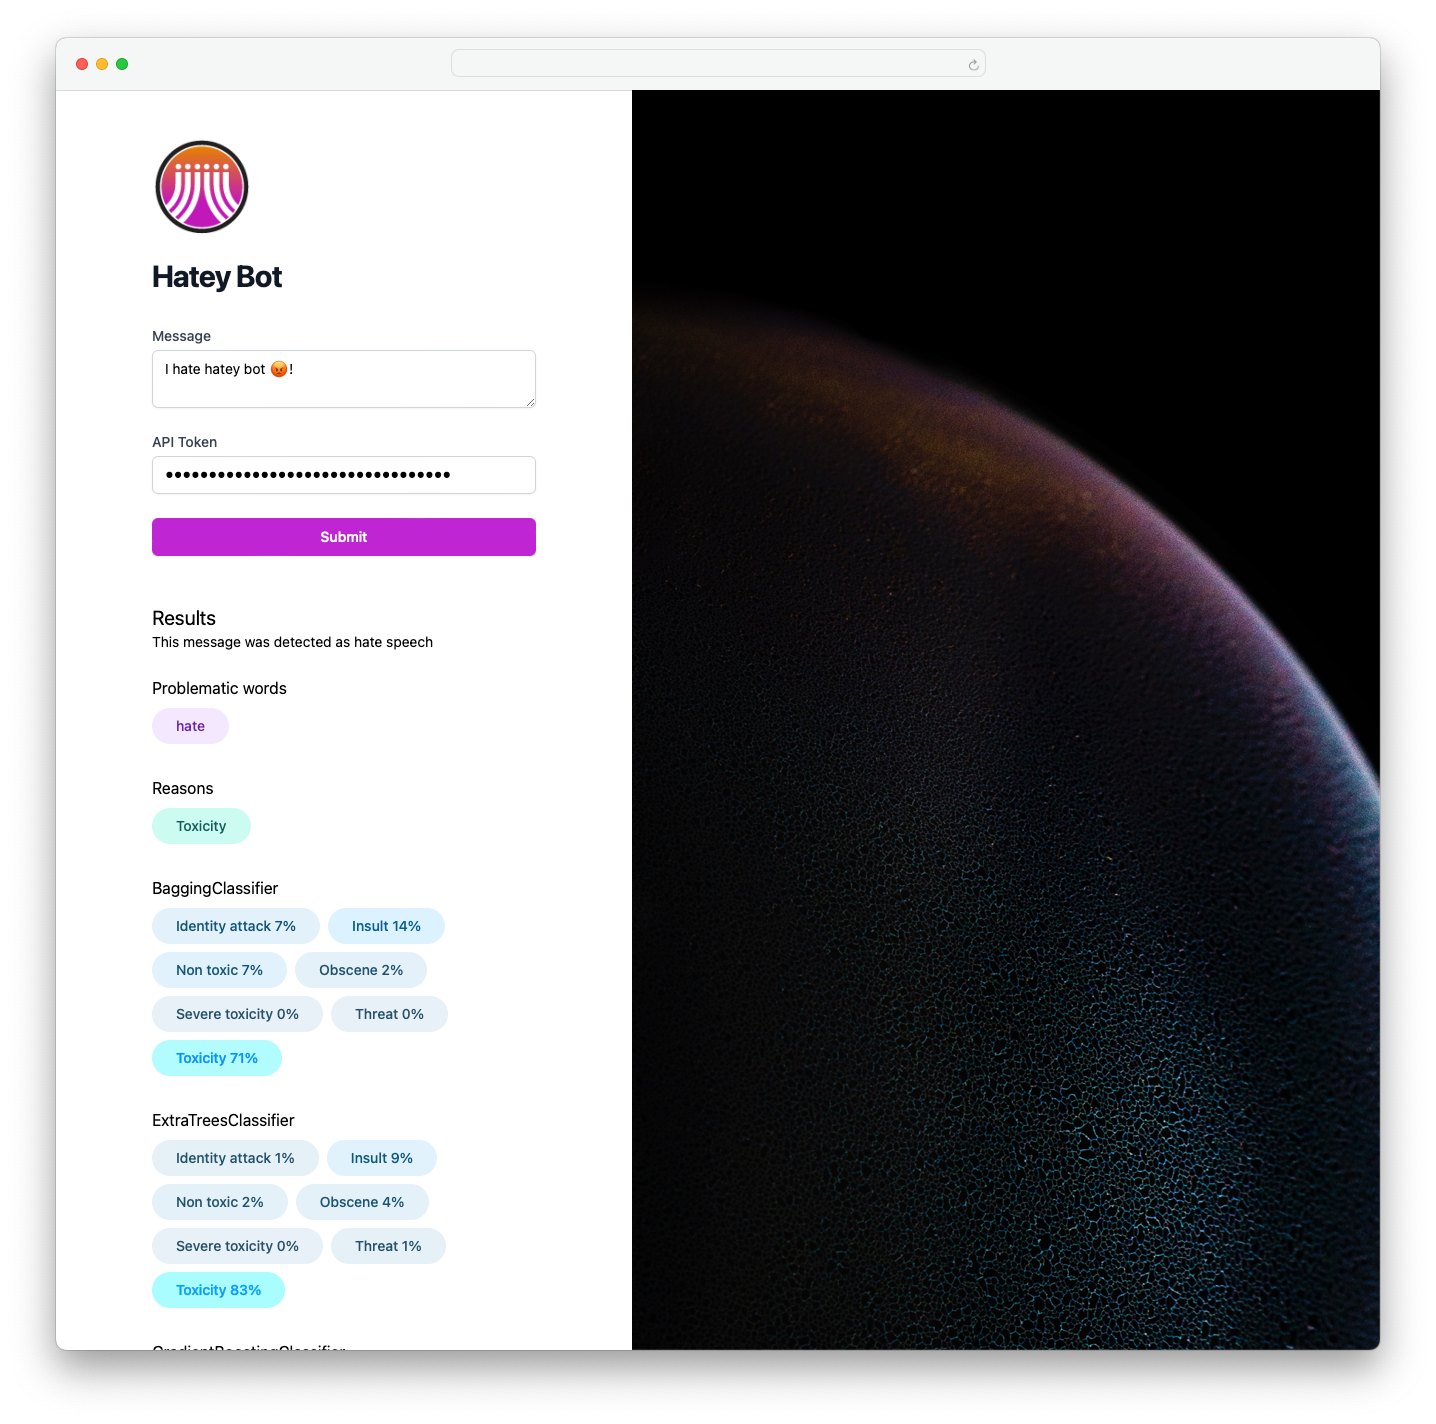 Hatey Bot
Message
I hate hatey bot 😡!
API Token
•••••••••••••••••••••••••••••••••
Submit
Results
This message was detected as hate speech
Problematic words
hate
Reasons
Toxicity
BaggingClassifier
Identity attack 7% Insult 14%
Non toxic 7% Obscene 2%
Severe toxicity 0% Threat 0%
Toxicity 71%
ExtraTreesClassifier
Identity attack 1% Insult 9%
Non toxic 2% Obscene 4%
Severe toxicity 0% Threat 1%
Toxicity 83%
GradientBoostingClassifier